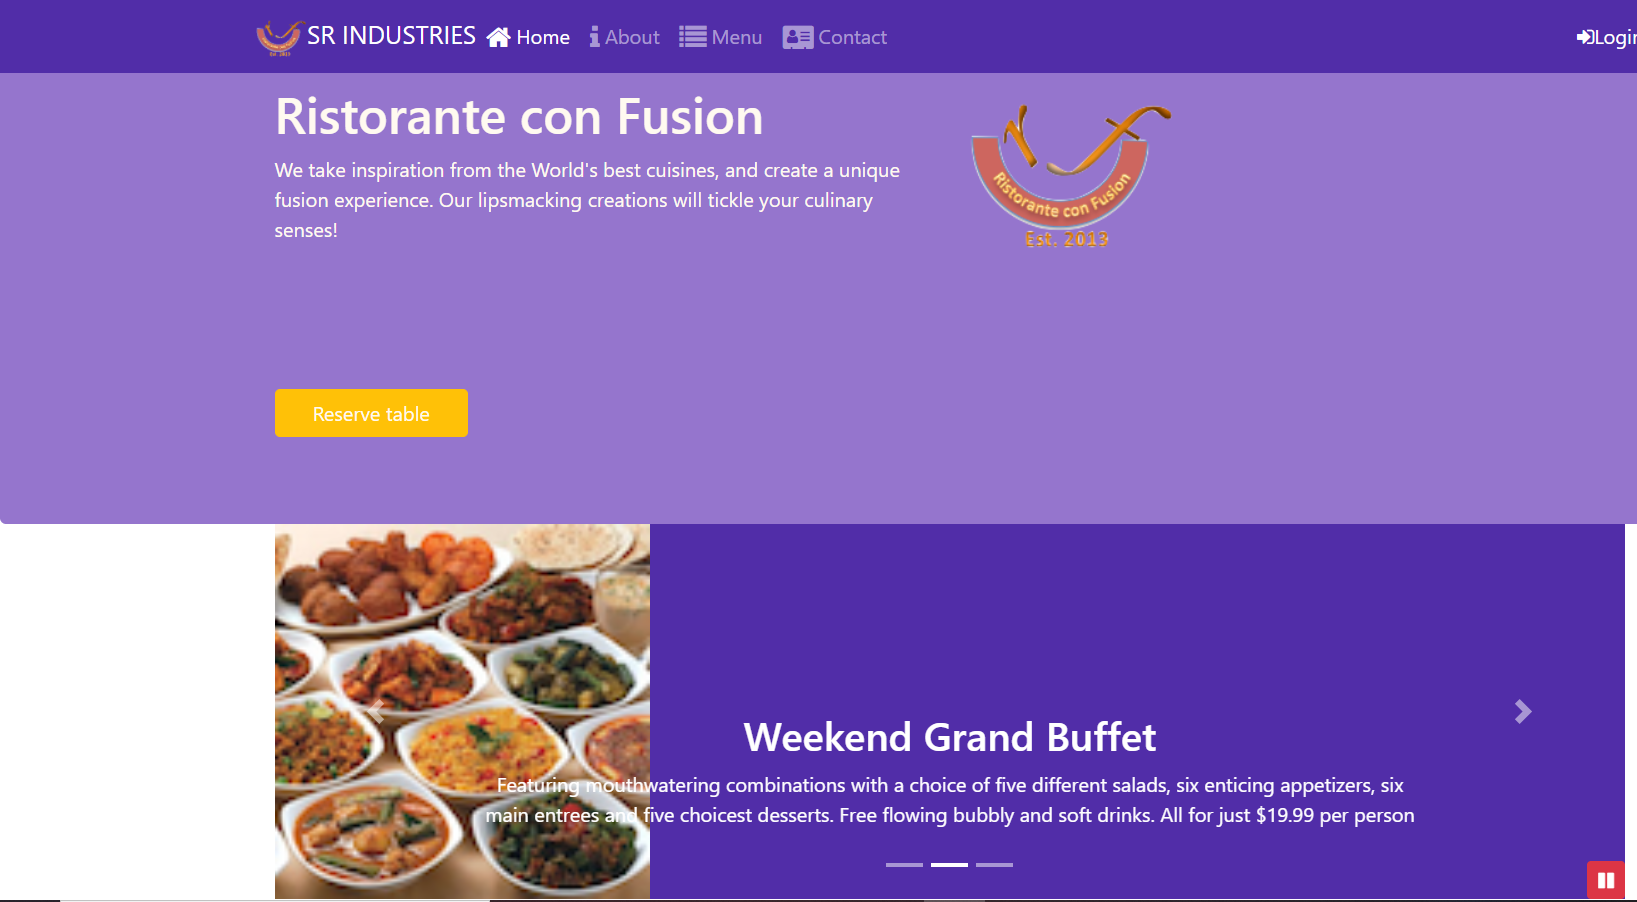 SR INDUSTRIES Home About Menu Contact Login
Ristorante con Fusion
We take inspiration from the World's best cuisines, and create a unique
fusion experience. Our lipsmacking creations will tickle your culinary
senses!
Ristorante con Fusion
Est. 2013
Reserve table
Weekend Grand Buffet
Featuring mouthwatering combinations with a choice of five different salads, six enticing appetizers, six
main entrees and five choicest desserts. Free flowing bubbly and soft drinks. All for just $19.99 per person